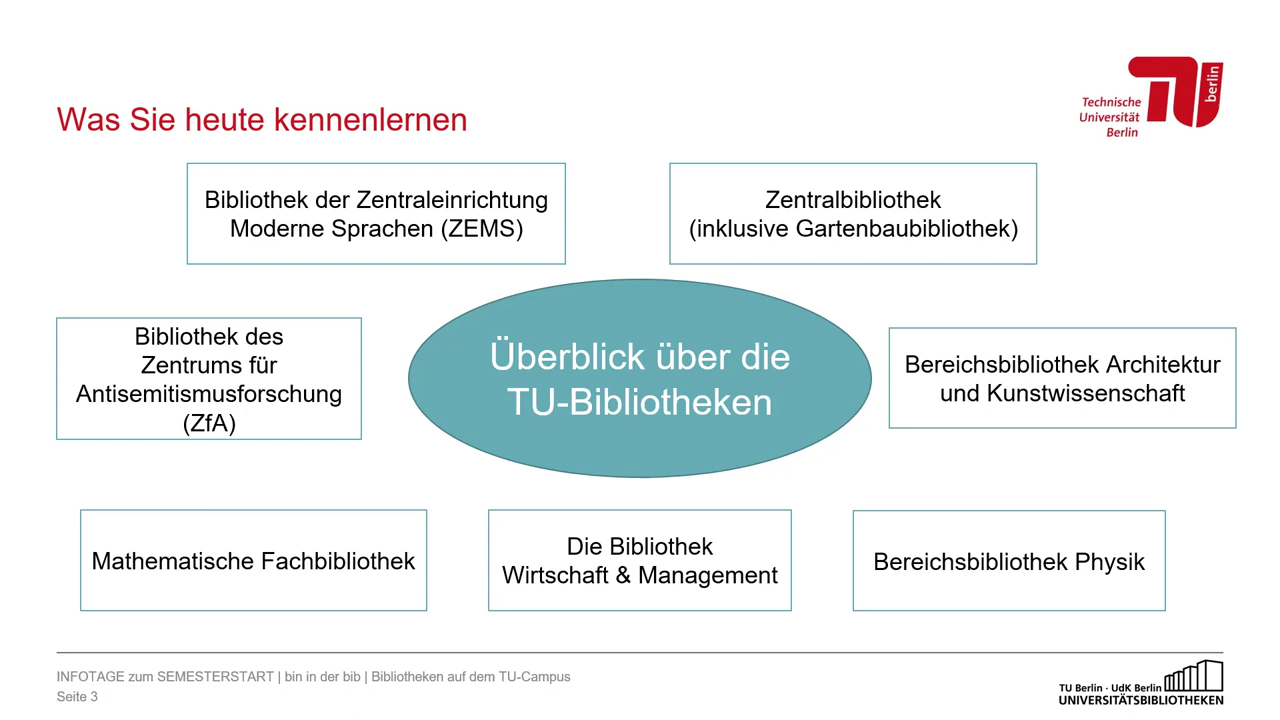 Technische
Universität
Berlin
berlin
Was Sie heute kennenlernen
Bibliothek der Zentraleinrichtung
Moderne Sprachen (ZEMS)
Zentralbibliothek
(inklusive Gartenbaubibliothek)
Bibliothek des
Zentrums für
Antisemitismusforschung
(ZfA)
Überblick über die
TU-Bibliotheken
Bereichsbibliothek Architektur
und Kunstwissenschaft
Mathematische Fachbibliothek
Die Bibliothek
Wirtschaft & Management
Bereichsbibliothek Physik
INFOTAGE zum SEMESTERSTART | bin in der bib | Bibliotheken auf dem TU-Campus
Seite 3
TU Berlin · UdK Berlin
UNIVERSITÄTSBIBLIOTHEKEN